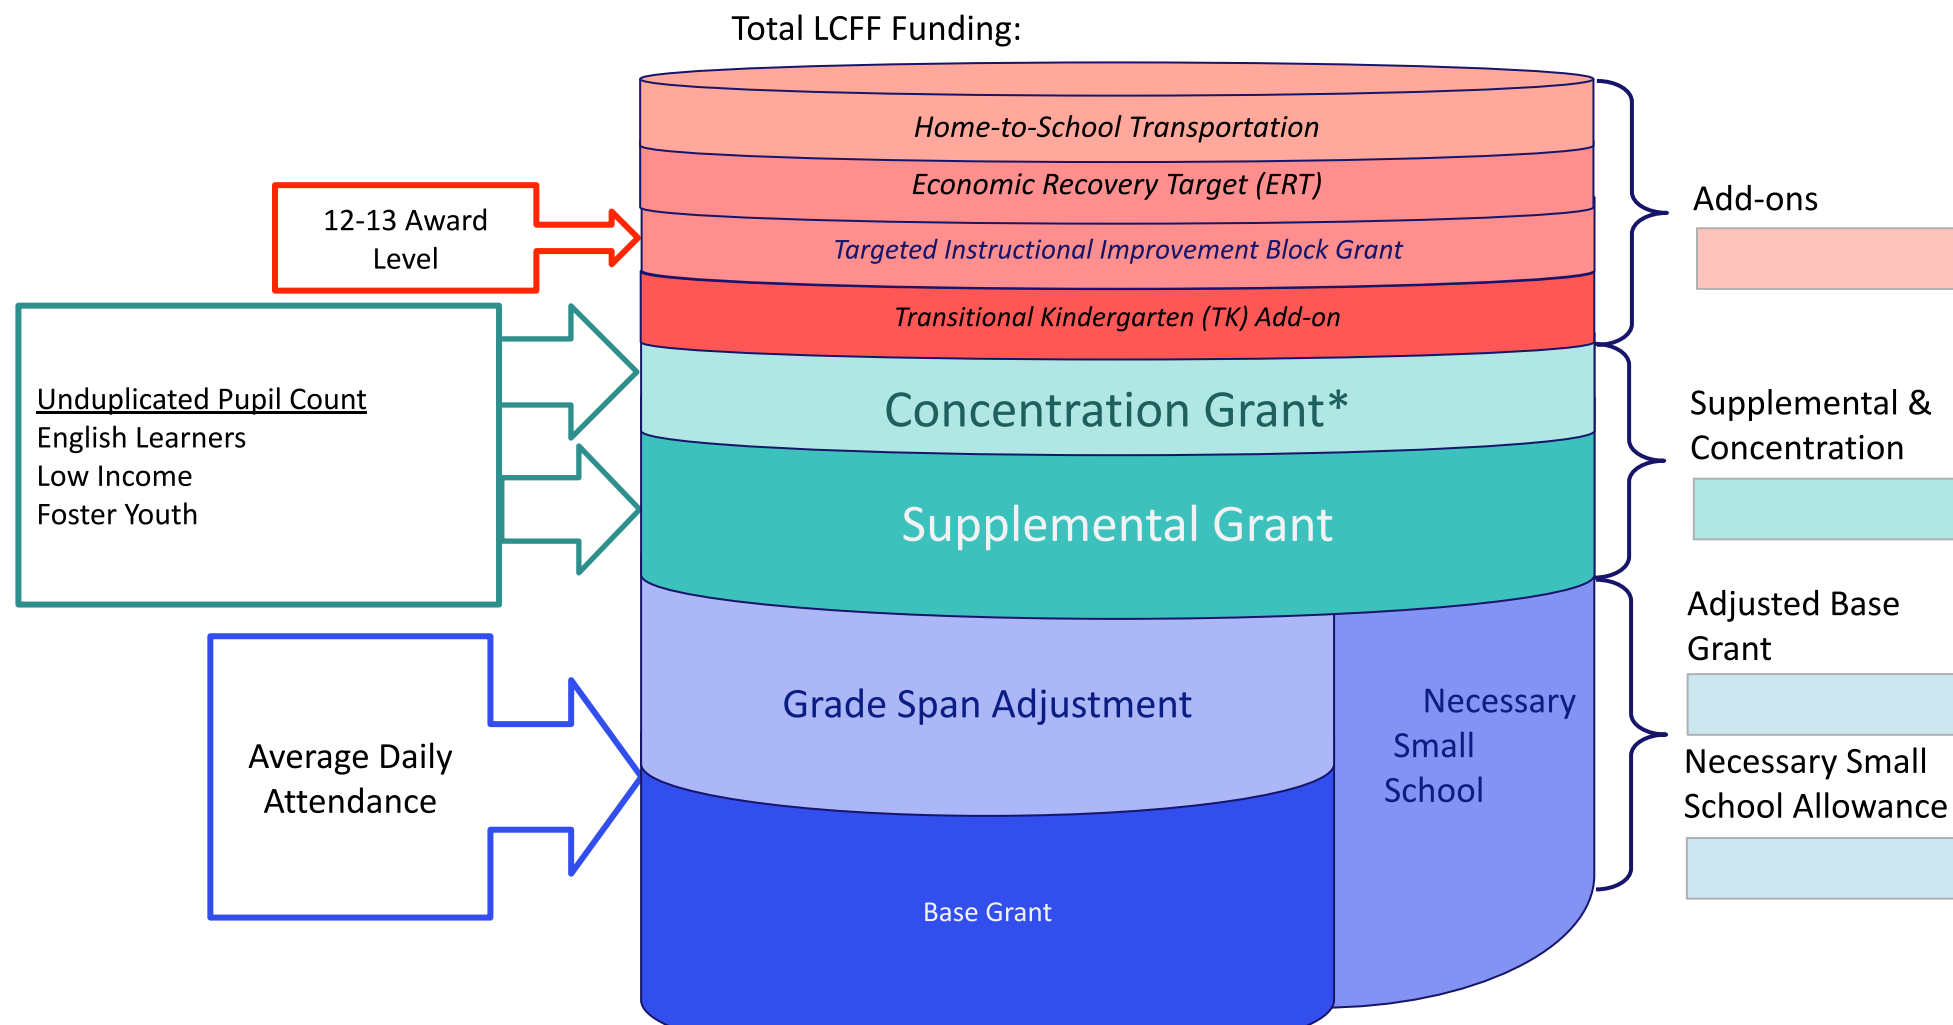 Total LCFF Funding:
Home-to-School Transportation
Economic Recovery Target (ERT)
Targeted Instructional Improvement Block Grant
Transitional Kindergarten (TK) Add-on
Concentration Grant*
Supplemental Grant
Grade Span Adjustment
Necessary
Small
School
Base Grant
12-13 Award
Level
Unduplicated Pupil Count
English Learners
Low Income
Foster Youth
Average Daily
Attendance
Add-ons
Supplemental &
Concentration
Adjusted Base
Grant
Necessary Small
School Allowance